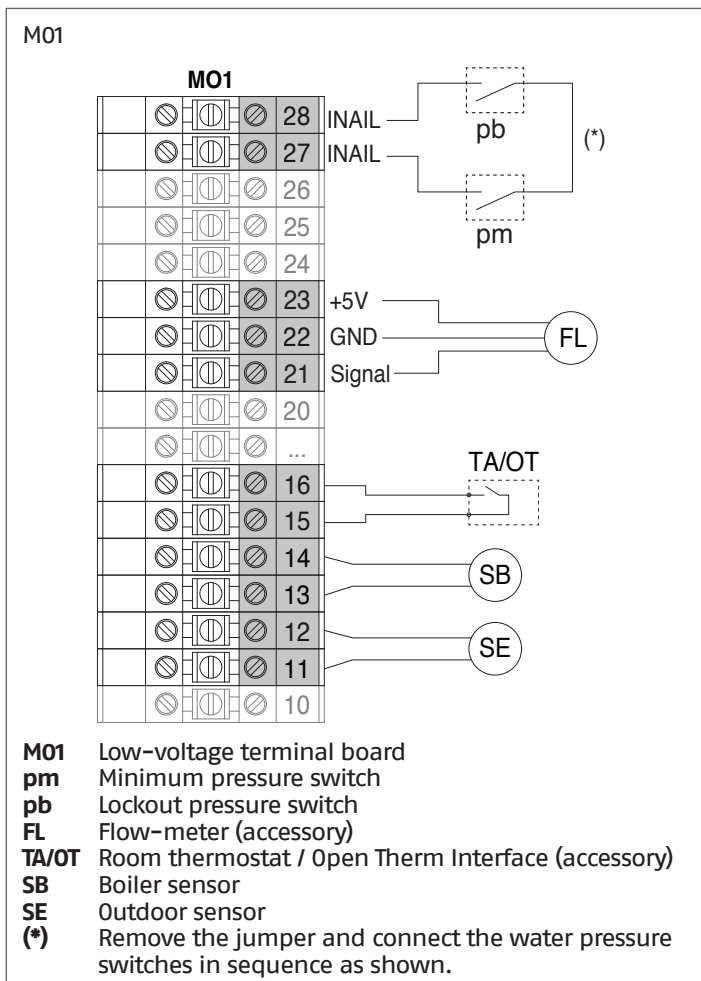 M01
MO1
28 INAIL
pb
(*)
27 INAIL
26
pm
25
24
23 +5V
22 GND
FL
21 Signal
20
...
TA/OT
16
15
14
SB
13
12
SE
11
10
M01 Low-voltage terminal board
pm Minimum pressure switch
pb Lockout pressure switch
FL Flow-meter (accessory)
TA/OT Room thermostat / Open Therm Interface (accessory)
SB Boiler sensor
SE Outdoor sensor
(*) Remove the jumper and connect the water pressure
switches in sequence as shown.